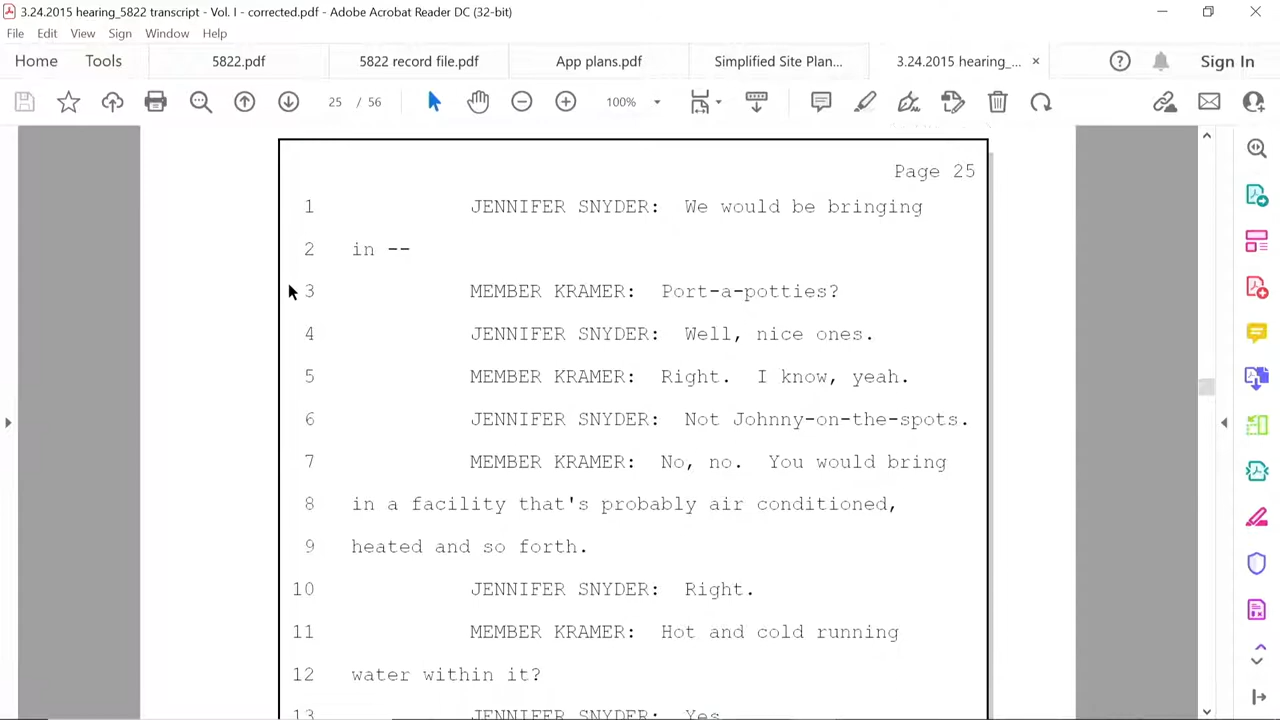 3.24.2015 hearing_5822 transcript - Vol. I - corrected.pdf - Adobe Acrobat Reader DC (32-bit)
File Edit View Sign Window Help
Home Tools 5822.pdf 5822 record file.pdf App plans.pdf Simplified Site Plan... 3.24.2015 hearing_... × Sign In
25 / 56 100%
Page 25
1 JENNIFER SNYDER: We would be bringing
2 in --
3 MEMBER KRAMER: Port-a-potties?
4 JENNIFER SNYDER: Well, nice ones.
5 MEMBER KRAMER: Right. I know, yeah.
6 JENNIFER SNYDER: Not Johnny-on-the-spots.
7 MEMBER KRAMER: No, no. You would bring
8 in a facility that's probably air conditioned,
9 heated and so forth.
10 JENNIFER SNYDER: Right.
11 MEMBER KRAMER: Hot and cold running
12 water within it?
13 JENNIFER SNYDER: Yes